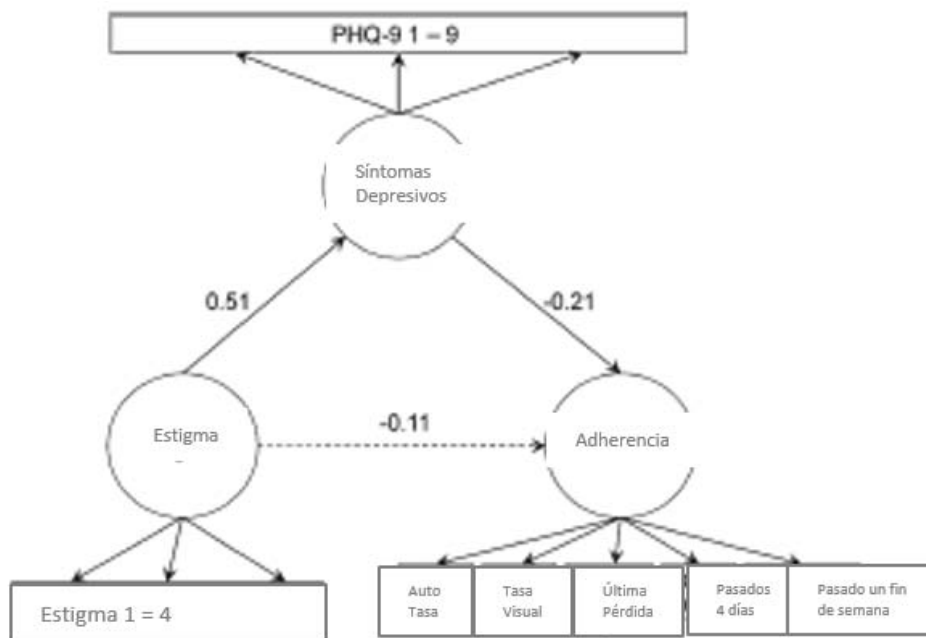 PHQ-9 1 – 9
Síntomas
Depresivos
0.51
-0.21
Estigma
-0.11
Adherencia
Estigma 1 = 4
Auto
Tasa
Tasa
Visual
Última
Pérdida
Pasados
4 días
Pasado un fin
de semana